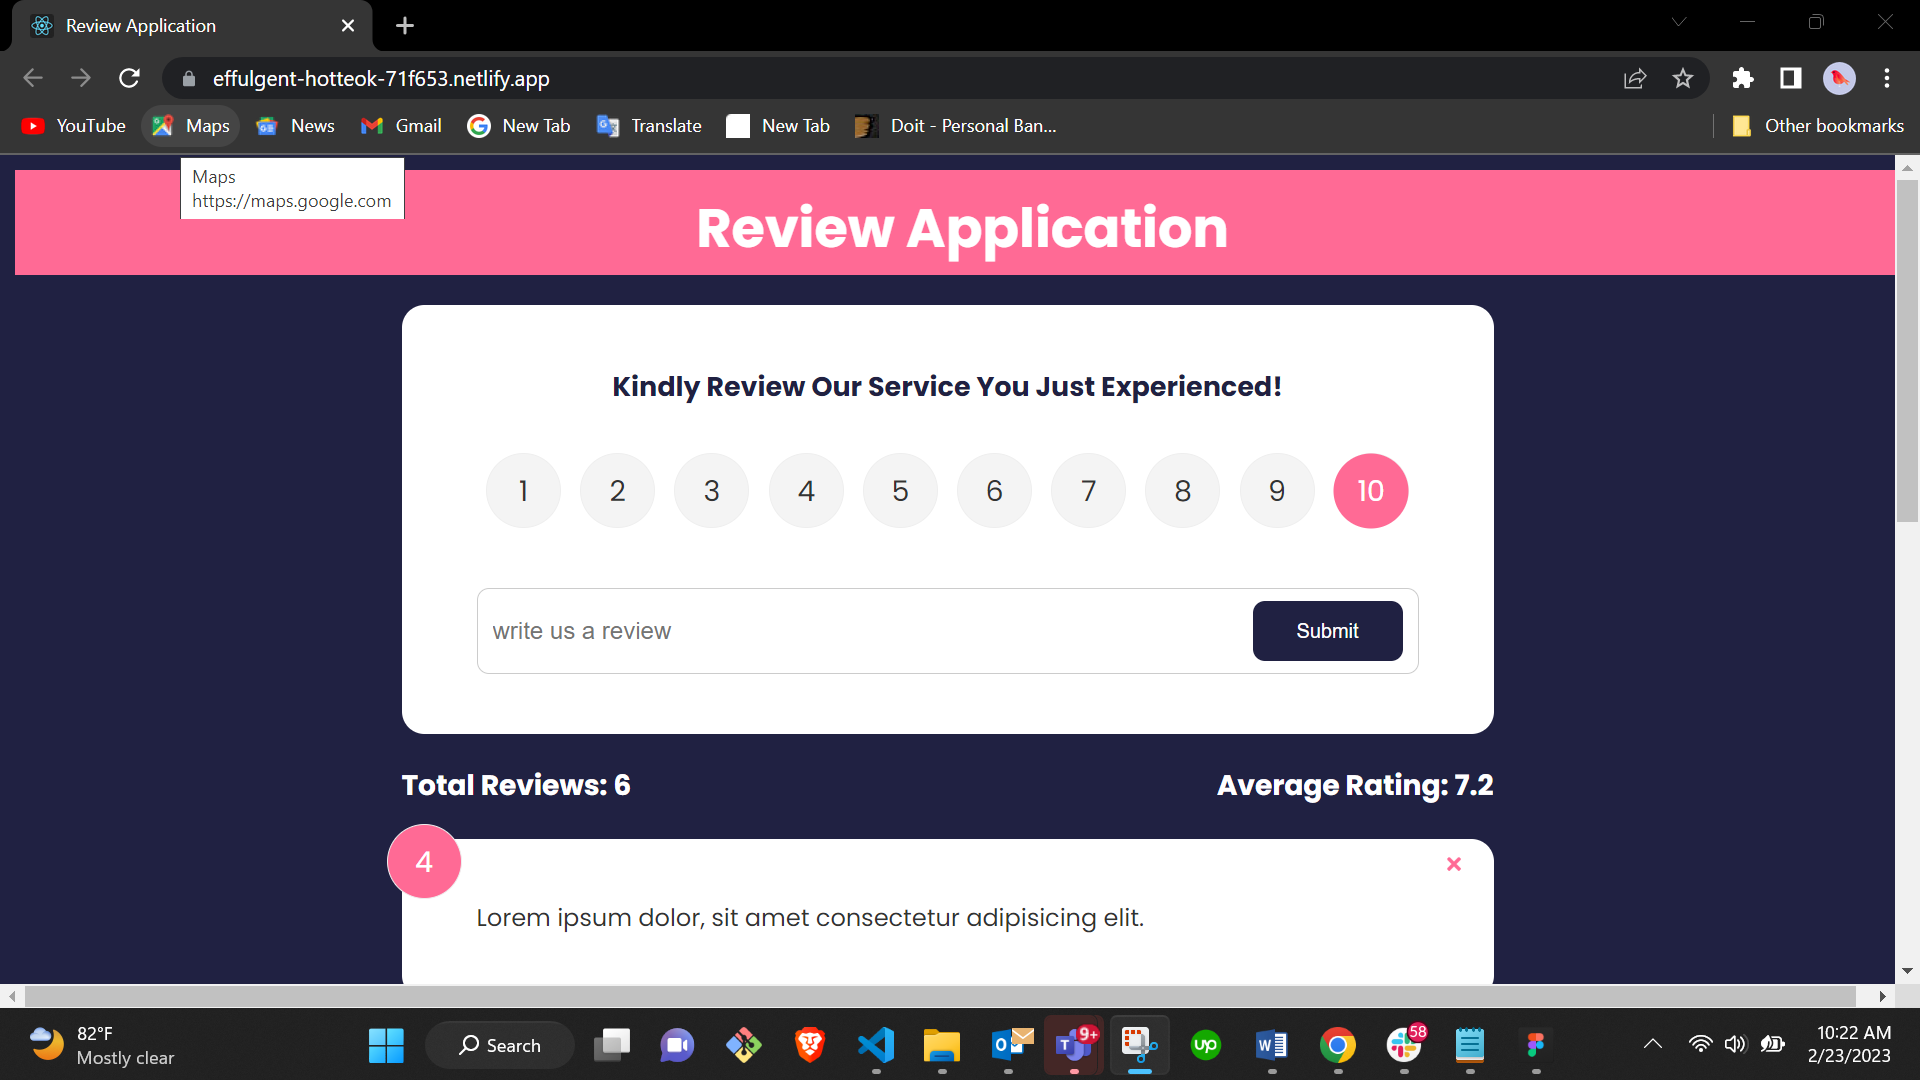 Review Application
effulgent-hotteok-71f653.netlify.app
YouTube Maps News Gmail New Tab Translate New Tab Doit - Personal Ban... Other bookmarks
Maps
https://maps.google.com
Review Application
Kindly Review Our Service You Just Experienced!
1 2 3 4 5 6 7 8 9 10
write us a review Submit
Total Reviews: 6 Average Rating: 7.2
4
Lorem ipsum dolor, sit amet consectetur adipisicing elit.
82°F
Mostly clear
Search
9+
58
up
10:22 AM
2/23/2023